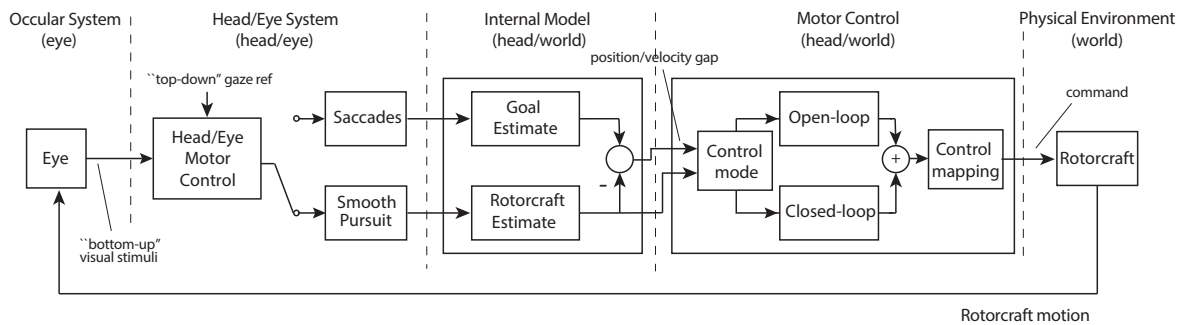 Occular System
(eye)
Head/Eye System
(head/eye)
Internal Model
(head/world)
Motor Control
(head/world)
Physical Environment
(world)
position/velocity gap
``top-down" gaze ref
command
Eye
Head/Eye
Motor
Control
Saccades
Smooth
Pursuit
Goal
Estimate
-
Rotorcraft
Estimate
Control
mode
Open-loop
Closed-loop
+
Control
mapping
Rotorcraft
``bottom-up"
visual stimuli
Rotorcraft motion